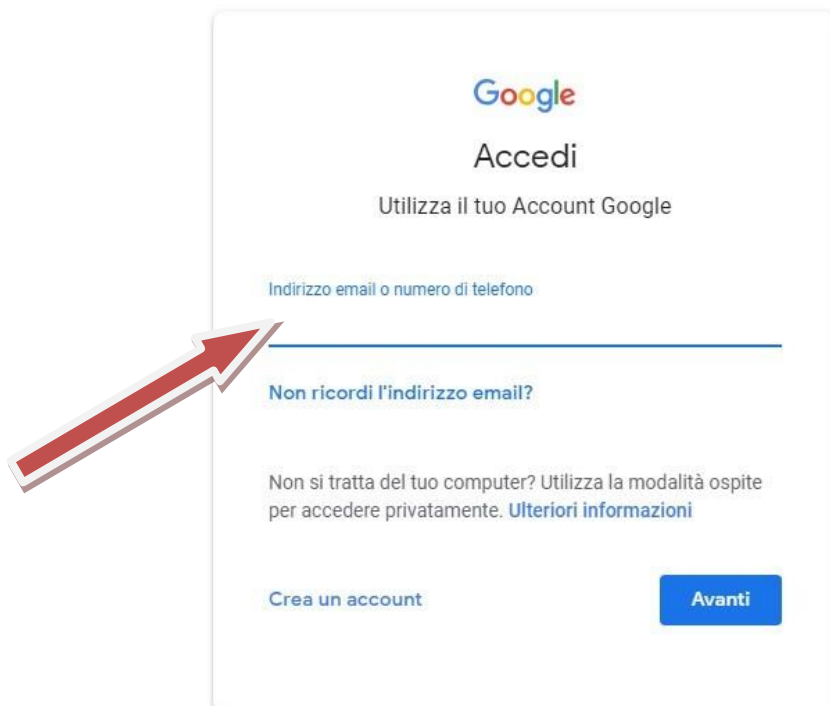 Google
Accedi
Utilizza il tuo Account Google
Indirizzo email o numero di telefono
Non ricordi l'indirizzo email?
Non si tratta del tuo computer? Utilizza la modalità ospite
per accedere privatamente. Ulteriori informazioni
Crea un account
Avanti